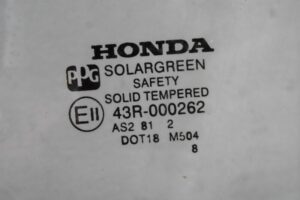 HONDA
PPG SOLARGREEN
SAFETY
SOLID TEMPERED
E11 43R-000262
AS2 81 2
DOT18 M504
8